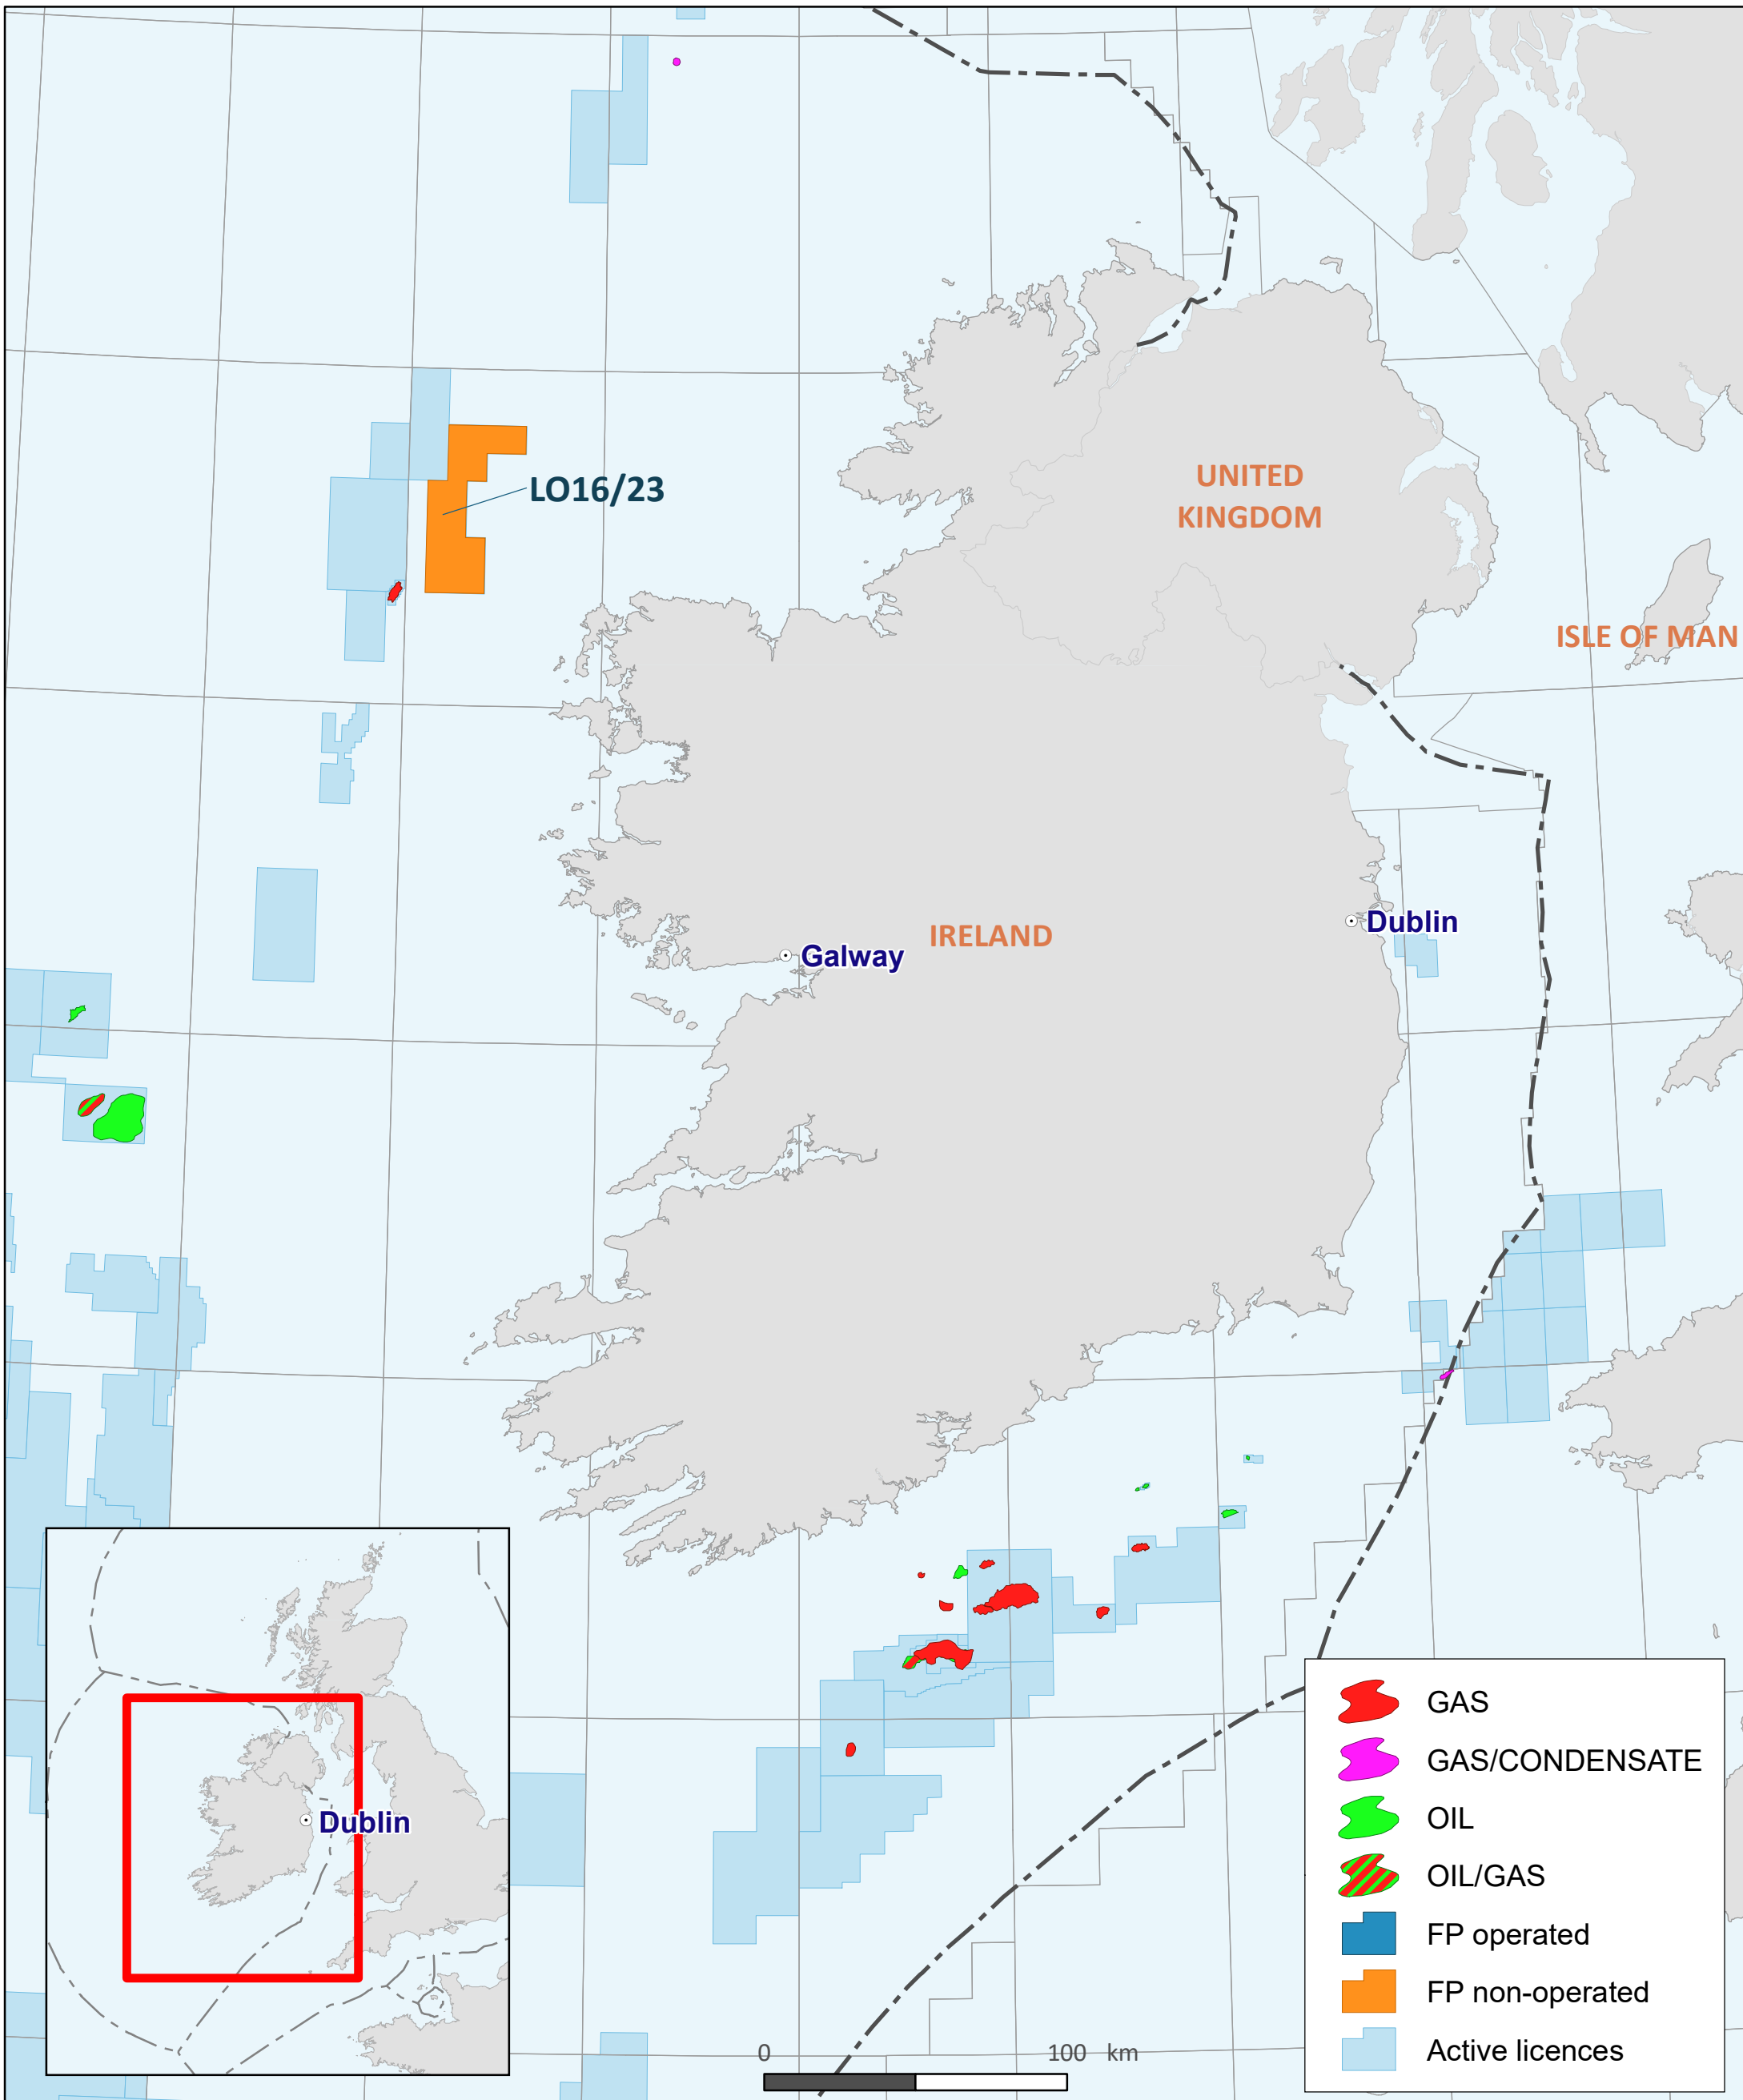 LO16/23
UNITED
KINGDOM
ISLE OF MAN
Dublin
IRELAND
Galway
Dublin
GAS
GAS/CONDENSATE
OIL
OIL/GAS
FP operated
FP non-operated
Active licences
0 100 km